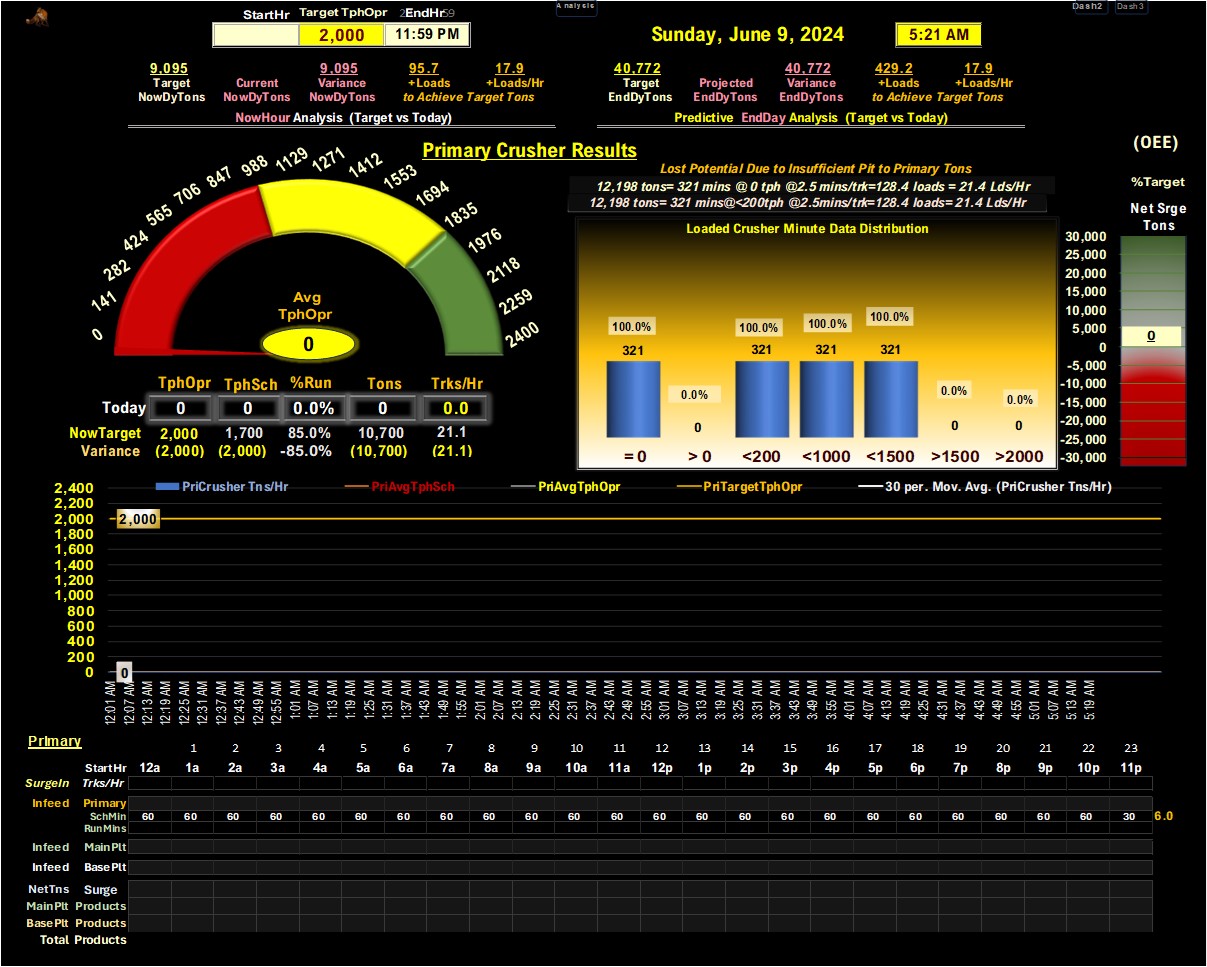 Analysis
Dash2 Dash3
StartHr Target TphOpr EndHr
2,000 11:59 PM
Sunday, June 9, 2024 5:21 AM
9,095 9,095 95.7 17.9
Target Current Variance +Loads +Loads/Hr
NowDyTons NowDyTons NowDyTons to Achieve Target Tons
NowHour Analysis (Target vs Today)
40,772 40,772 429.2 17.9
Target Projected Variance +Loads +Loads/Hr
EndDyTons EndDyTons EndDyTons to Achieve Target Tons
Predictive EndDay Analysis (Target vs Today)
Primary Crusher Results
0 141 282 424 565 706 847 988 1129 1271 1412 1553 1694 1835 1976 2118 2259 2400
Avg
TphOpr
0
TphOpr TphSch %Run Tons Trks/Hr
Today 0 0 0.0% 0 0.0
NowTarget 2,000 1,700 85.0% 10,700 21.1
Variance (2,000) (2,000) -85.0% (10,700) (21.1)
Lost Potential Due to Insufficient Pit to Primary Tons
12,198 tons= 321 mins @ 0 tph @2.5 mins/trk=128.4 loads = 21.4 Lds/Hr
12,198 tons= 321 mins@<200tph @2.5mins/trk=128.4 loads= 21.4 Lds/Hr
Loaded Crusher Minute Data Distribution
100.0% 0.0% 100.0% 100.0% 100.0% 0.0% 0.0%
321 0 321 321 321 0 0
=0 >0 <200 <1000 <1500 >1500 >2000
(OEE)
%Target
Net Srge
Tons
30,000
25,000
20,000
15,000
10,000
5,000
0
0
-5,000
-10,000
-15,000
-20,000
-25,000
-30,000
PriCrusher Tns/Hr PriAvgTphSch PriAvgTphOpr PriTargetTphOpr 30 per. Mov. Avg. (PriCrusher Tns/Hr)
2,400
2,200
2,000 2,000
1,800
1,600
1,400
1,200
1,000
800
600
400
200
0 0
12:01 AM 12:07 AM 12:13 AM 12:19 AM 12:25 AM 12:31 AM 12:37 AM 12:43 AM 12:49 AM 12:55 AM 1:01 AM 1:07 AM 1:13 AM 1:19 AM 1:25 AM 1:31 AM 1:37 AM 1:43 AM 1:49 AM 1:55 AM 2:01 AM 2:07 AM 2:13 AM 2:19 AM 2:25 AM 2:31 AM 2:37 AM 2:43 AM 2:49 AM 2:55 AM 3:01 AM 3:07 AM 3:13 AM 3:19 AM 3:25 AM 3:31 AM 3:37 AM 3:43 AM 3:49 AM 3:55 AM 4:01 AM 4:07 AM 4:13 AM 4:19 AM 4:25 AM 4:31 AM 4:37 AM 4:43 AM 4:49 AM 4:55 AM 5:01 AM 5:07 AM 5:13 AM 5:19 AM
Primary
1 2 3 4 5 6 7 8 9 10 11 12 13 14 15 16 17 18 19 20 21 22 23
StartHr 12a 1a 2a 3a 4a 5a 6a 7a 8a 9a 10a 11a 12p 1p 2p 3p 4p 5p 6p 7p 8p 9p 10p 11p
SurgeIn Trks/Hr
Infeed Primary
SchMin 60 60 60 60 60 60 60 60 60 60 60 60 60 60 60 60 60 60 60 60 60 60 60 30 6.0
RunMins
Infeed MainPlt
Infeed BasePlt
NetTns Surge
MainPlt Products
BasePlt Products
Total Products